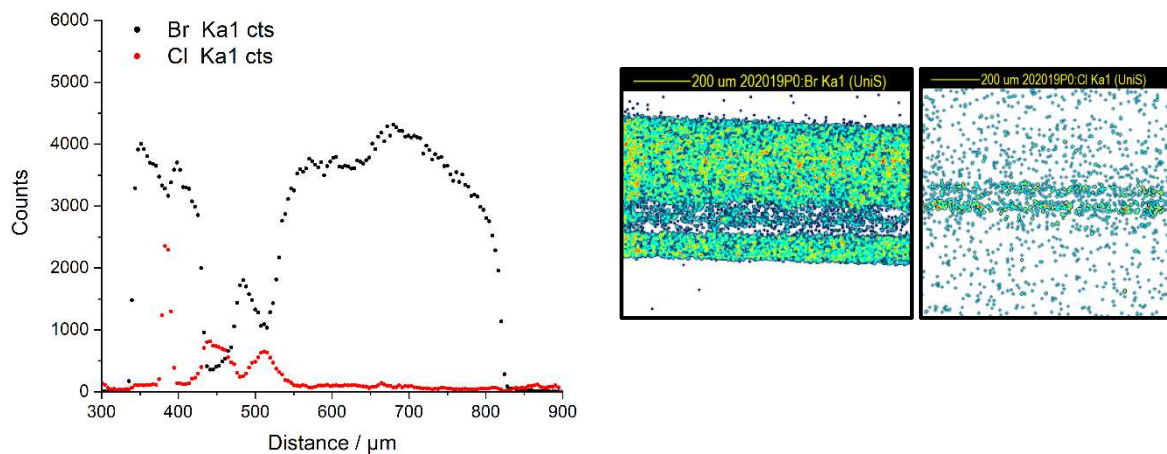 6000
5000
4000
3000
2000
1000
0
Counts
Br Ka1 cts
Cl Ka1 cts
300 400 500 600 700 800 900
Distance / µm
200 um 202019P0:Br Ka1 (UniS)
200 um 202019P0:Cl Ka1 (UniS)